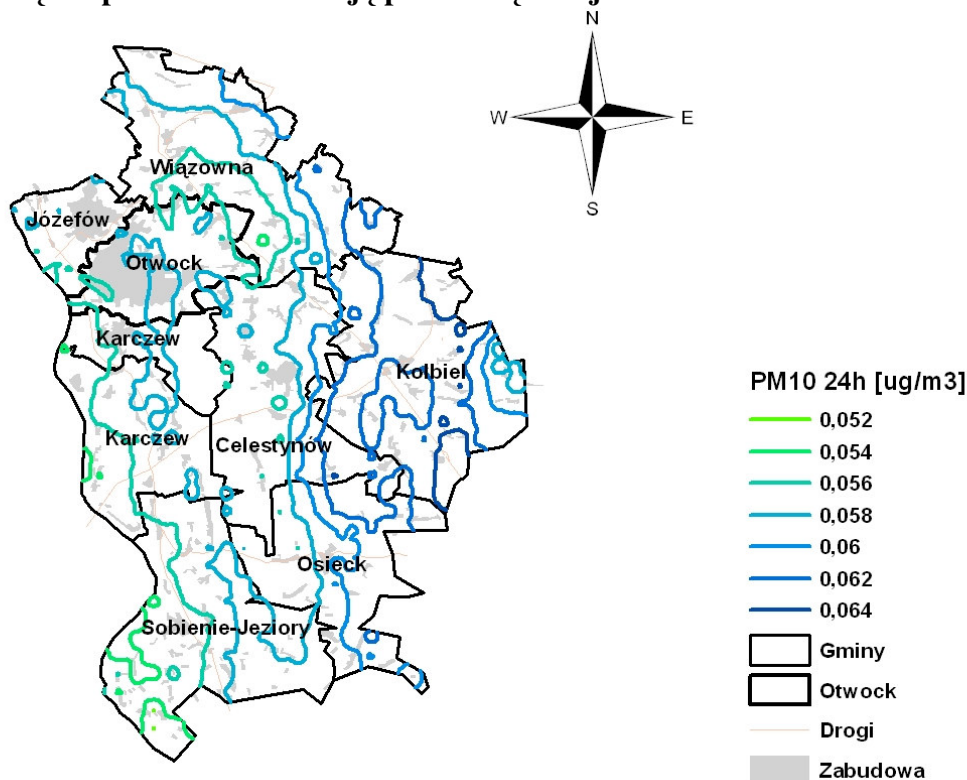 N
W
E
S
Wiązowna
Józefów
Otwock
Karczew
Kołbiel
Karczew
Celestynów
Osieck
Sobienie-Jeziory
PM10 24h [ug/m3]
0,052
0,054
0,056
0,058
0,06
0,062
0,064
Gminy
Otwock
Drogi
Zabudowa